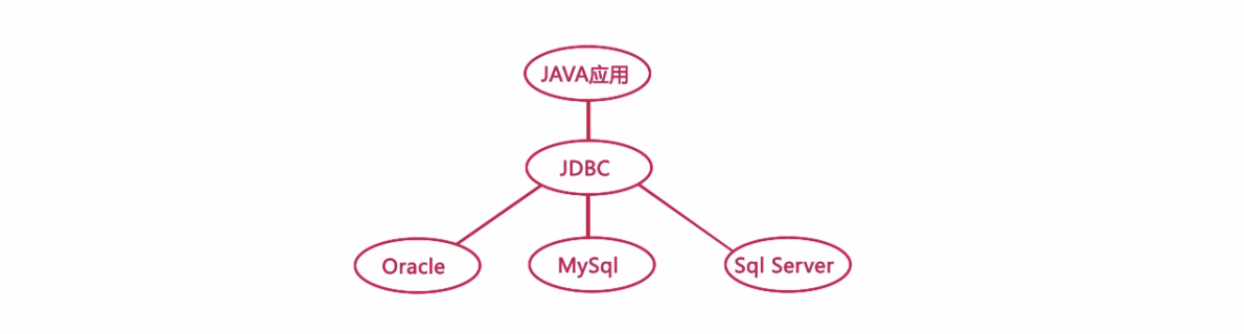 JAVA应用
JDBC
Oracle
MySql
Sql Server